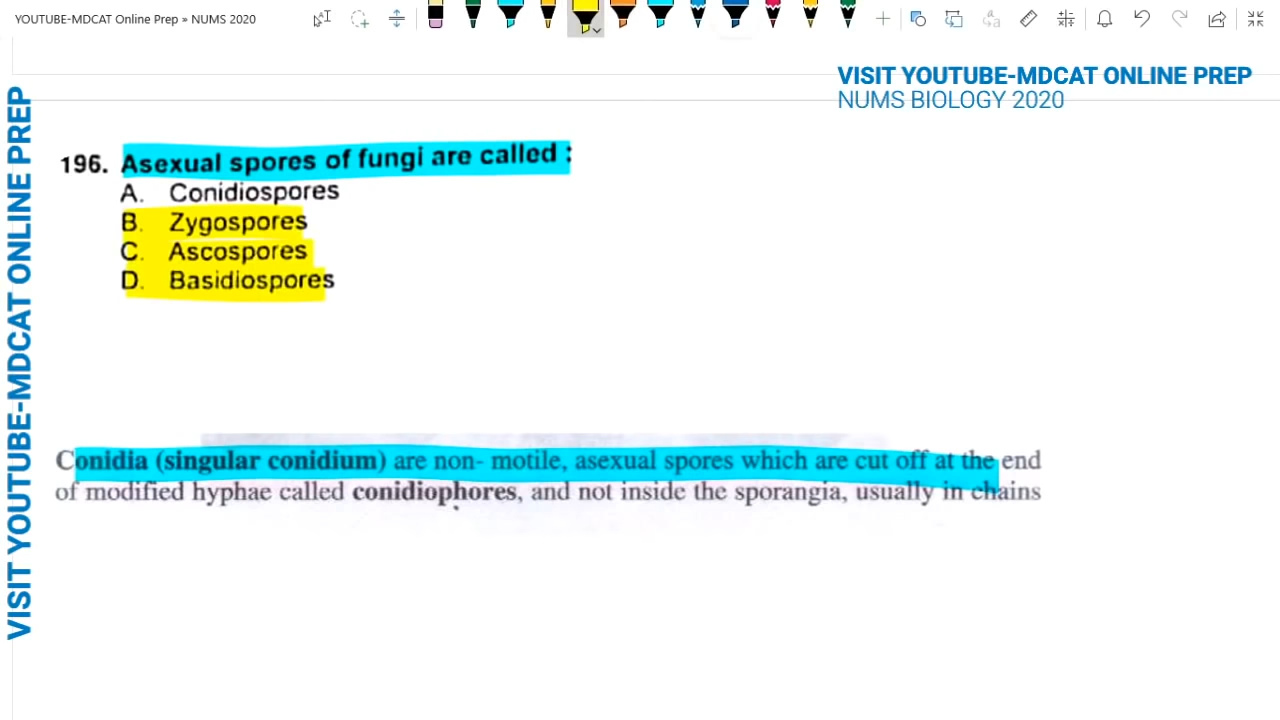 YOUTUBE-MDCAT Online Prep » NUMS 2020
VISIT YOUTUBE-MDCAT ONLINE PREP
NUMS BIOLOGY 2020
VISIT YOUTUBE-MDCAT ONLINE PREP
196. Asexual spores of fungi are called :
A. Conidiospores
B. Zygospores
C. Ascospores
D. Basidiospores
Conidia (singular conidium) are non- motile, asexual spores which are cut off at the end
of modified hyphae called conidiophores, and not inside the sporangia, usually in chains